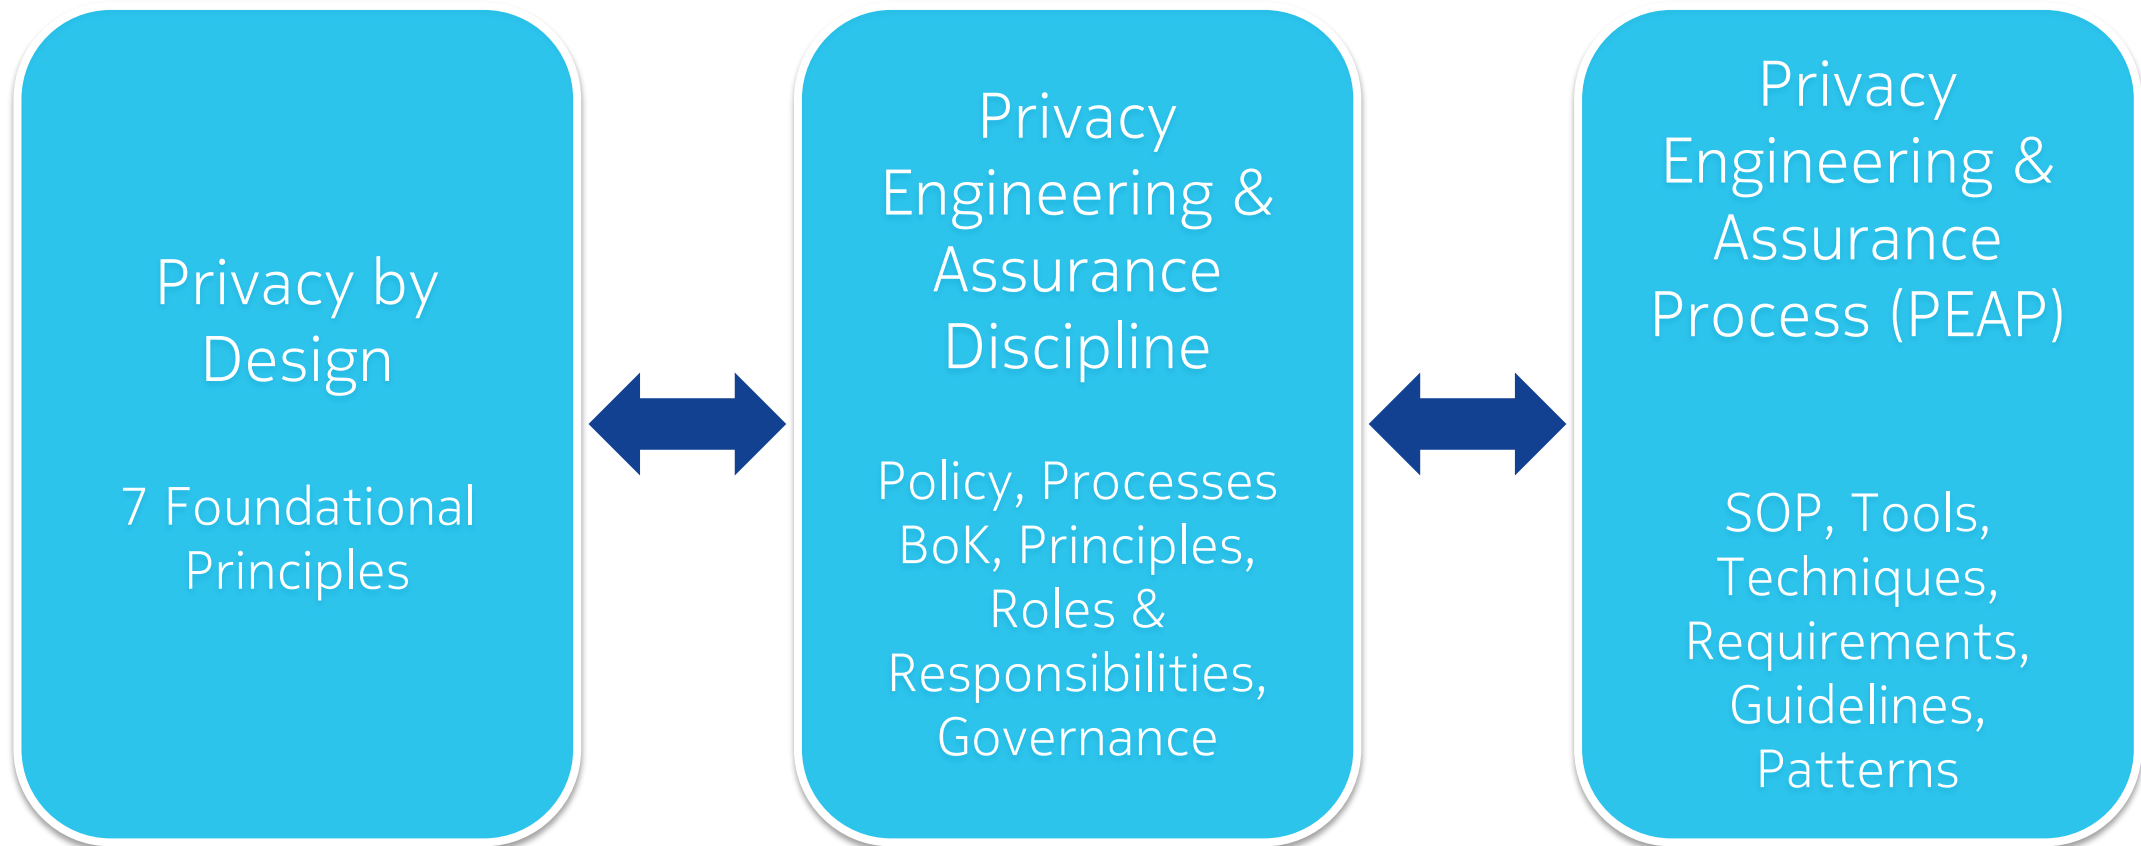 Privacy by
Design
7 Foundational
Principles
Privacy
Engineering &
Assurance
Discipline
Policy, Processes
BoK, Principles,
Roles &
Responsibilities,
Governance
Privacy
Engineering &
Assurance
Process (PEAP)
SOP, Tools,
Techniques,
Requirements,
Guidelines,
Patterns